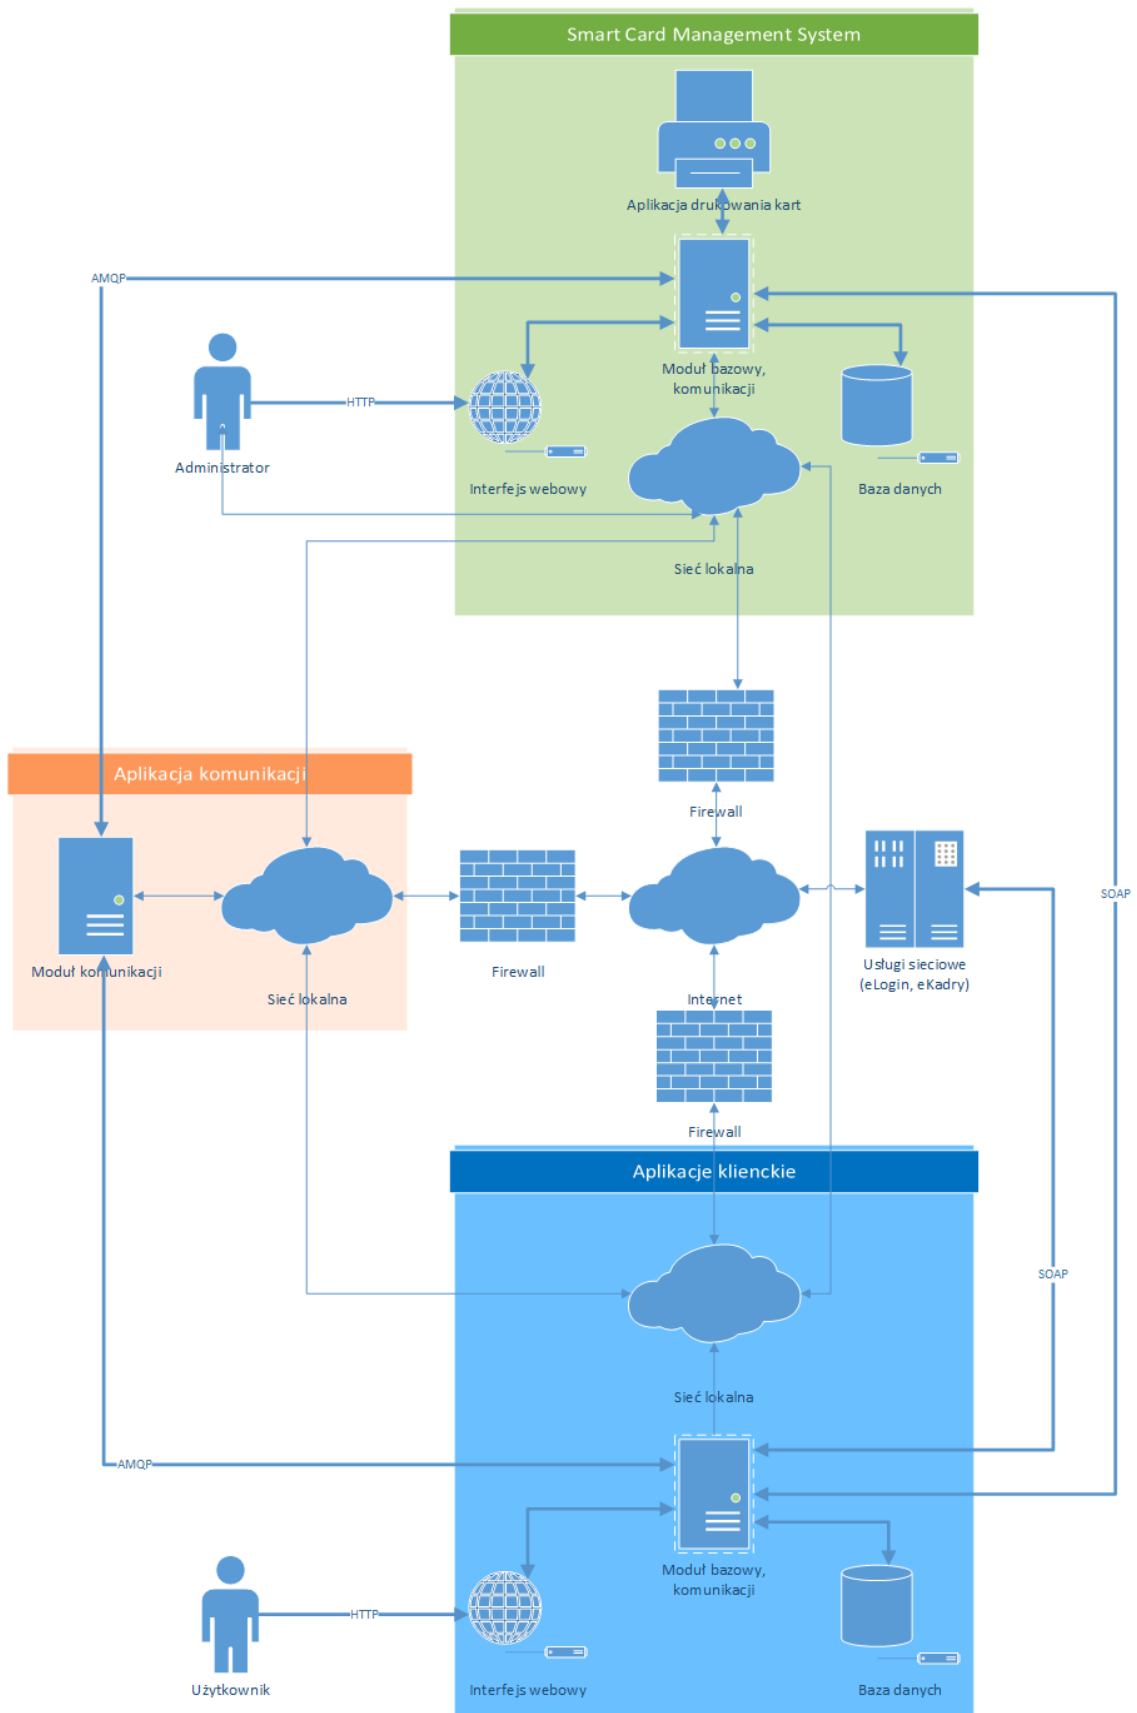 Smart Card Management System
Aplikacja drukowania kart
AMQP
Moduł bazowy,
komunikacji
HTTP
Administrator
Interfejs webowy
Baza danych
Sieć lokalna
Aplikacja komunikacji
Firewall
SOAP
Moduł komunikacji
Sieć lokalna
Firewall
Internet
Usługi sieciowe
(eLogin, eKadry)
Firewall
Aplikacje klienckie
SOAP
Sieć lokalna
AMQP
Moduł bazowy,
komunikacji
HTTP
Użytkownik
Interfejs webowy
Baza danych